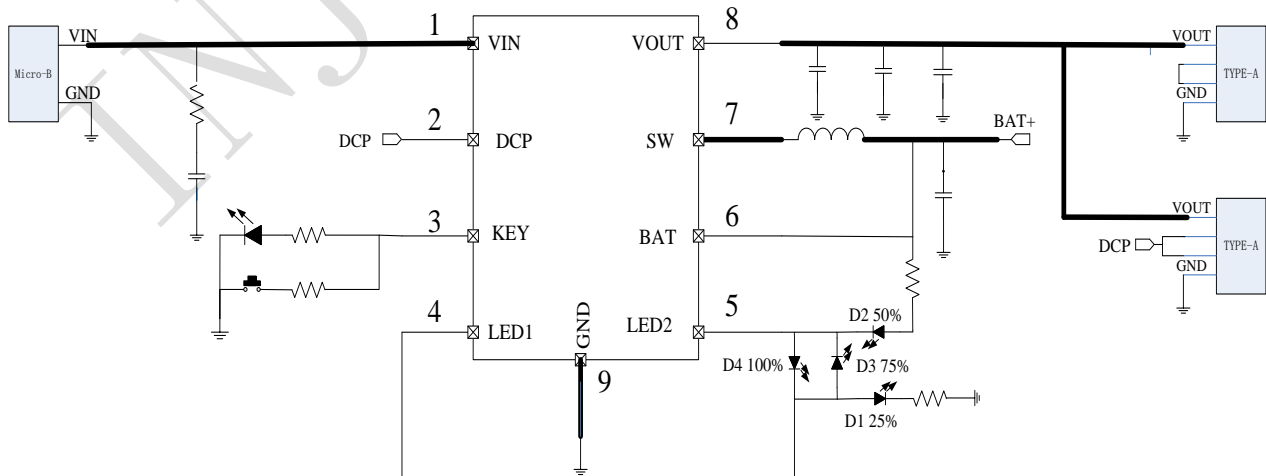 INJ
1
8
VIN
VIN
VOUT
VOUT
Micro-B
TYPE-A
GND
GND
2
7
BAT+
DCP
DCP
SW
3
6
VOUT
KEY
BAT
DCP
TYPE-A
GND
4
5
D2 50%
LED1
GND
LED2
D4 100%
D3 75%
9
D1 25%